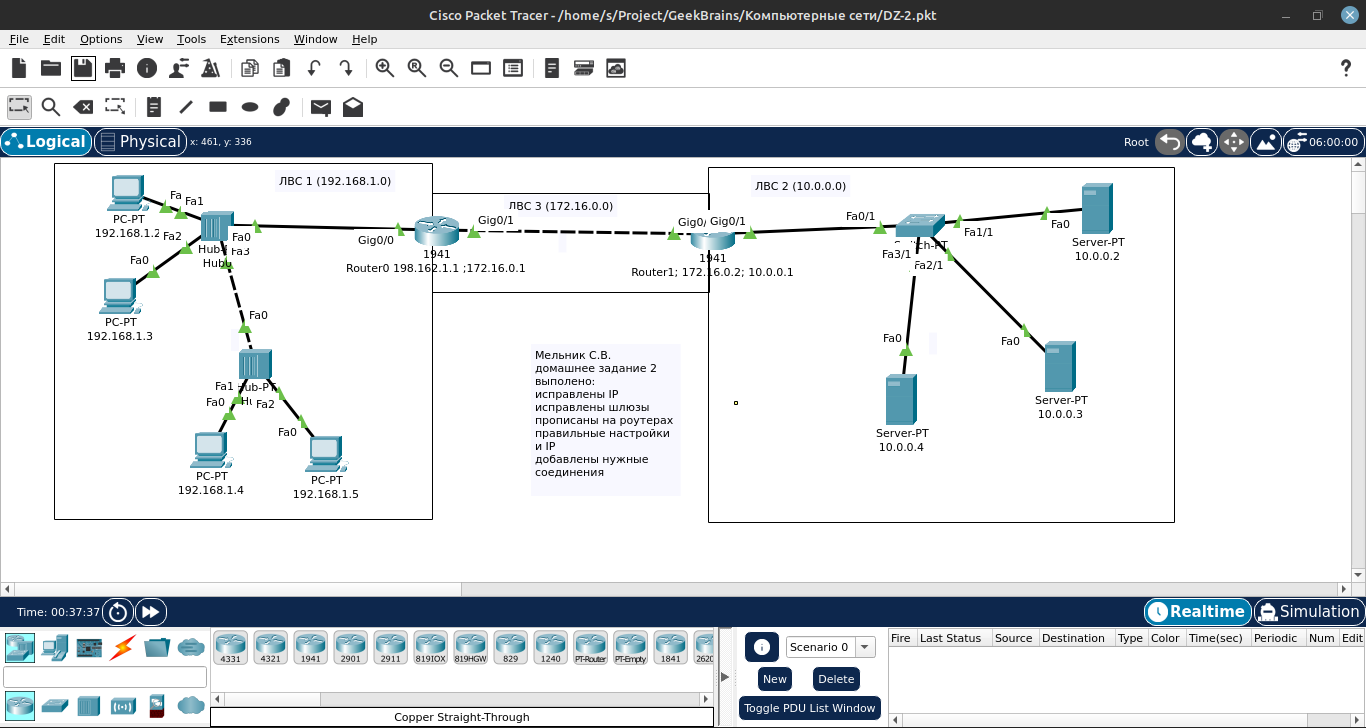 Cisco Packet Tracer - /home/s/Project/GeekBrains/Компьютерные сети/DZ-2.pkt
File Edit Options View Tools Extensions Window Help
Logical Physical x: 461, y: 336
Root 06:00:00
ЛВС 1 (192.168.1.0)
ЛВС 3 (172.16.0.0)
ЛВС 2 (10.0.0.0)
PC-PT
192.168.1.2
Fa
Fa1
Fa2
Fa0
Fa3
Fa0
PC-PT
192.168.1.3
Gig0/0
Gig0/1
1941
Router0 198.162.1.1 ;172.16.0.1
Gig0/
Gig0/1
1941
Router1; 172.16.0.2; 10.0.0.1
Fa0/1
Fa1/1
Fa3/1
Fa2/1
Fa0
Server-PT
10.0.0.2
Fa0
Server-PT
10.0.0.3
Fa0
Server-PT
10.0.0.4
Fa0
Fa1
Fa0
Fa2
Fa0
PC-PT
192.168.1.4
PC-PT
192.168.1.5
Мельник С.В.
домашнее задание 2
выполено:
исправлены IP
исправлены шлюзы
прописаны на роутерах
правильные настройки
и IP
добавлены нужные
соединения
Time: 00:37:37
Realtime Simulation
4331 4321 1941 2901 2911 819IOX 819HGW 829 1240 PT-Router PT-Empty 1841 2620
Copper Straight-Through
Scenario 0
New Delete
Toggle PDU List Window
Fire Last Status Source Destination Type Color Time(sec) Periodic Num Edit